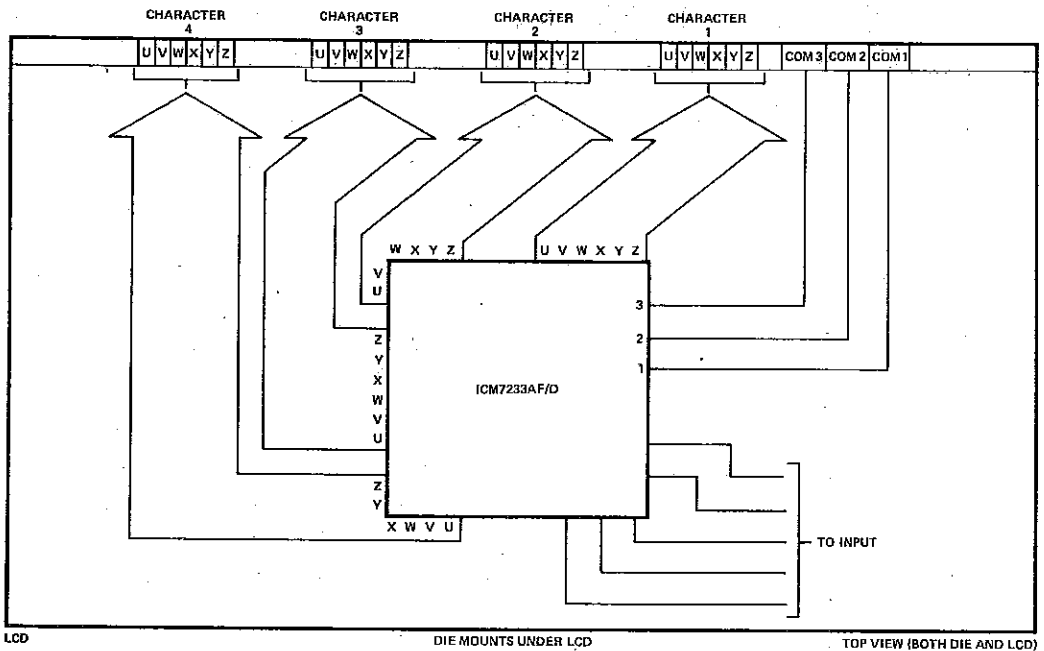 CHARACTER 4
CHARACTER 3
CHARACTER 2
CHARACTER 1
U V W X Y Z
U V W X Y Z
U V W X Y Z
U V W X Y Z
COM 3 COM 2 COM 1
W X Y Z
U V W X Y Z
V
U
3
Z
2
Y
1
X
ICM7233AF/D
W
V
U
Z
Y
X W V U
TO INPUT
LCD
DIE MOUNTS UNDER LCD
TOP VIEW (BOTH DIE AND LCD)